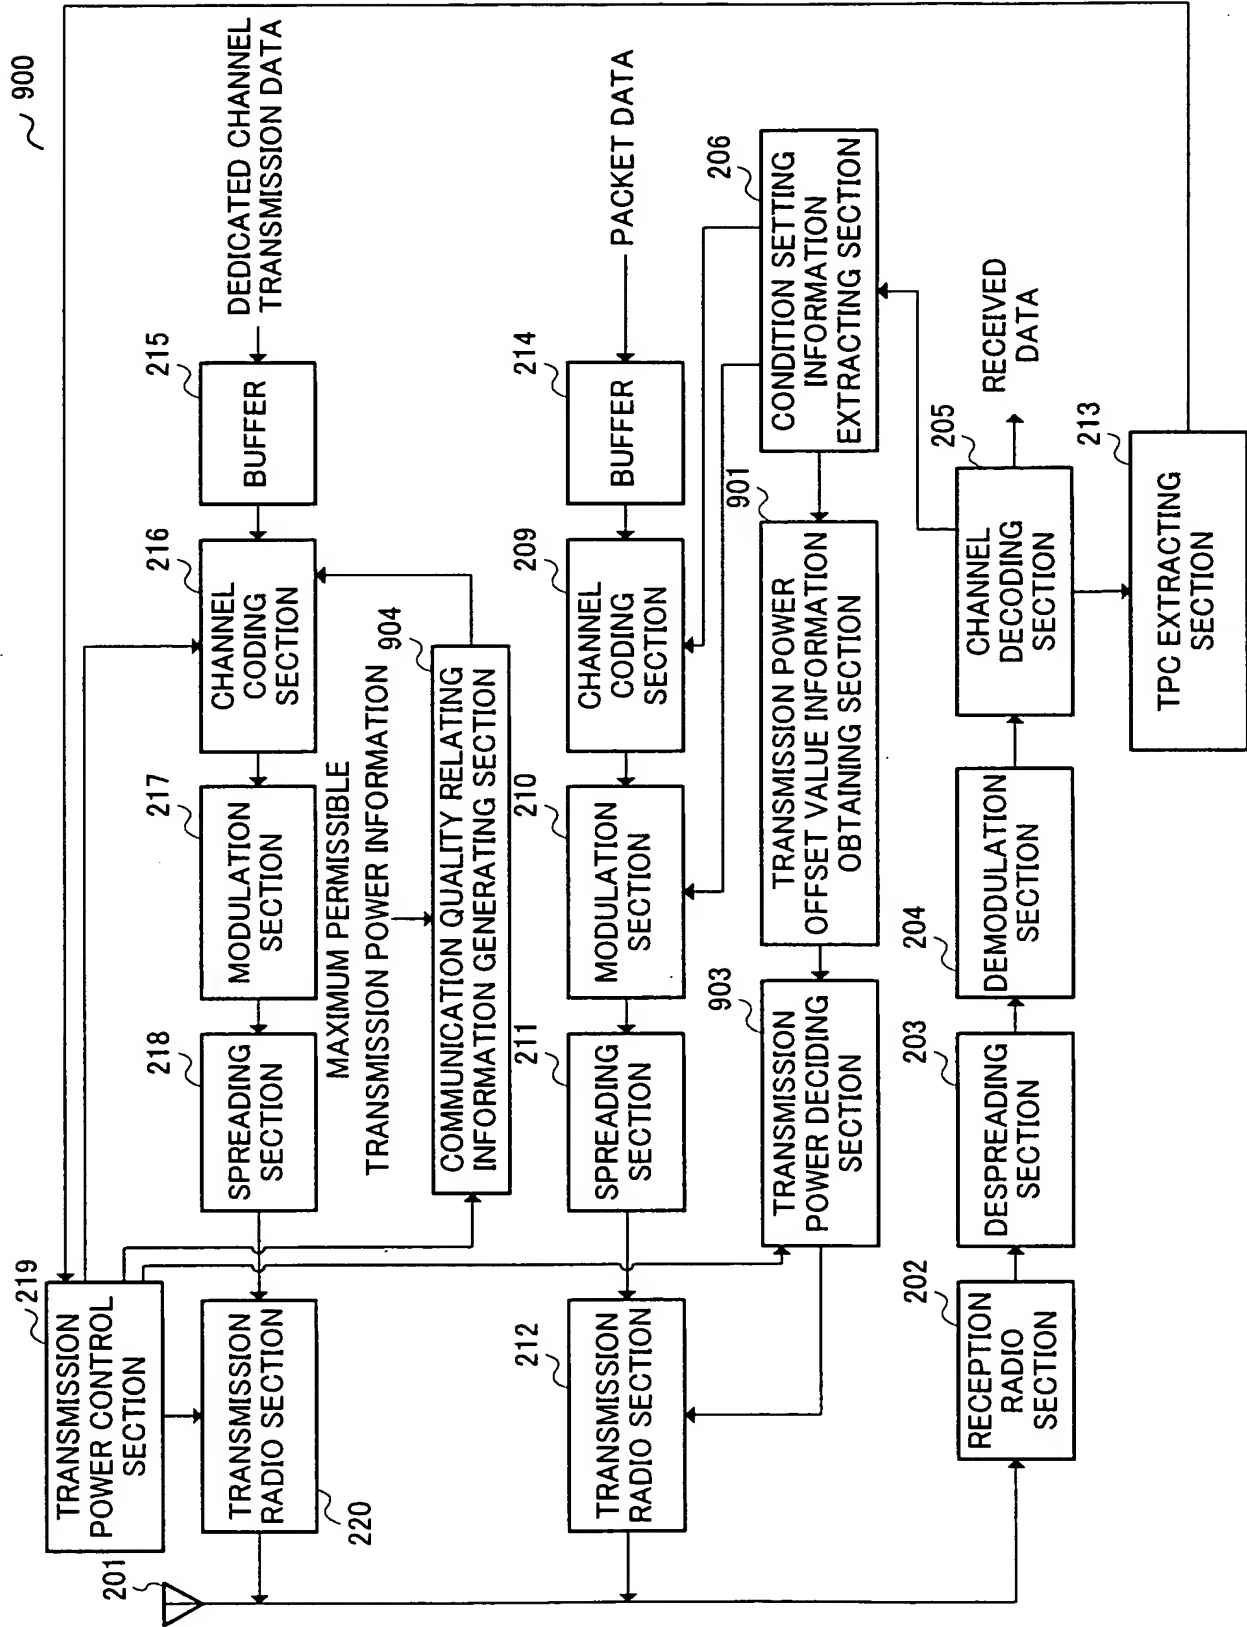 900
219
TRANSMISSION
POWER CONTROL
SECTION
201
TRANSMISSION
RADIO SECTION
220
218
SPREADING
SECTION
217
MODULATION
SECTION
216
CHANNEL
CODING
SECTION
215
BUFFER
DEDICATED CHANNEL
TRANSMISSION DATA
MAXIMUM PERMISSIBLE
TRANSMISSION POWER INFORMATION
904
COMMUNICATION QUALITY RELATING
INFORMATION GENERATING SECTION
212
TRANSMISSION
RADIO SECTION
211
SPREADING
SECTION
210
MODULATION
SECTION
209
CHANNEL
CODING
SECTION
214
BUFFER
PACKET DATA
903
TRANSMISSION
POWER DECIDING
SECTION
901
TRANSMISSION POWER
OFFSET VALUE INFORMATION
OBTAINING SECTION
206
CONDITION SETTING
INFORMATION
EXTRACTING SECTION
202
RECEPTION
RADIO
SECTION
203
DESPREADING
SECTION
204
DEMODULATION
SECTION
205
CHANNEL
DECODING
SECTION
RECEIVED
DATA
213
TPC EXTRACTING
SECTION